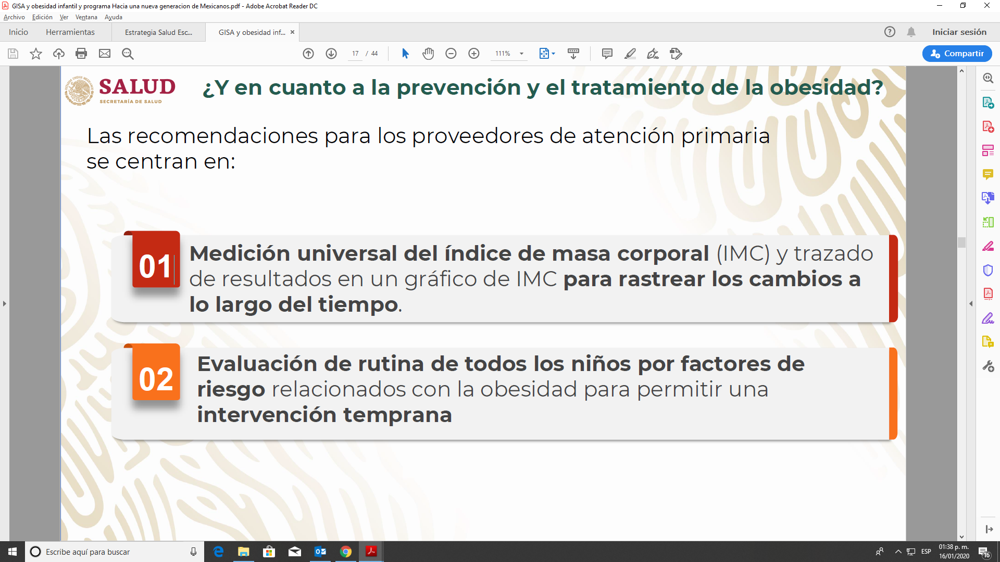 GISA y obesidad infantil y programa Hacia una nueva generacion de Mexicanos.pdf - Adobe Acrobat Reader DC
Archivo Edición Ver Ventana Ayuda
Inicio Herramientas Estrategia Salud Esc... GISA y obesidad inf... Iniciar sesión
17 / 44 111% Compartir
SALUD
SECRETARÍA DE SALUD
¿Y en cuanto a la prevención y el tratamiento de la obesidad?
Las recomendaciones para los proveedores de atención primaria
se centran en:
01
Medición universal del índice de masa corporal (IMC) y trazado
de resultados en un gráfico de IMC para rastrear los cambios a
lo largo del tiempo.
02
Evaluación de rutina de todos los niños por factores de
riesgo relacionados con la obesidad para permitir una
intervención temprana
Escribe aquí para buscar
ESP
01:38 p. m.
16/01/2020
16